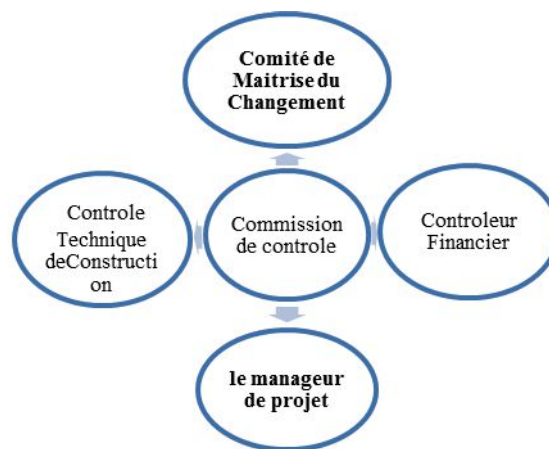 Comité de
Maitrise du
Changement
Controle
Technique
deConstructi
on
Commission
de controle
Controleur
Financier
le manageur
de projet